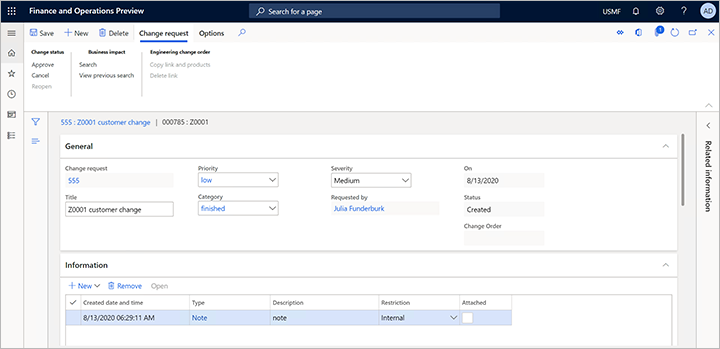 Finance and Operations Preview
Search for a page
USMF
?
AD
Save
+ New
Delete
Change request
Options
1
Change status
Business impact
Engineering change order
Approve
Search
Copy link and products
Cancel
View previous search
Delete link
Reopen
555 : Z0001 customer change | 000785 : Z0001
Related information
General
Change request
Priority
Severity
On
555
low
Medium
8/13/2020
Title
Category
Requested by
Status
Z0001 customer change
finished
Julia Funderburk
Created
Change Order
Information
+ New
Remove
Open
Created date and time
Type
Description
Restriction
Attached
8/13/2020 06:29:11 AM
Note
note
Internal